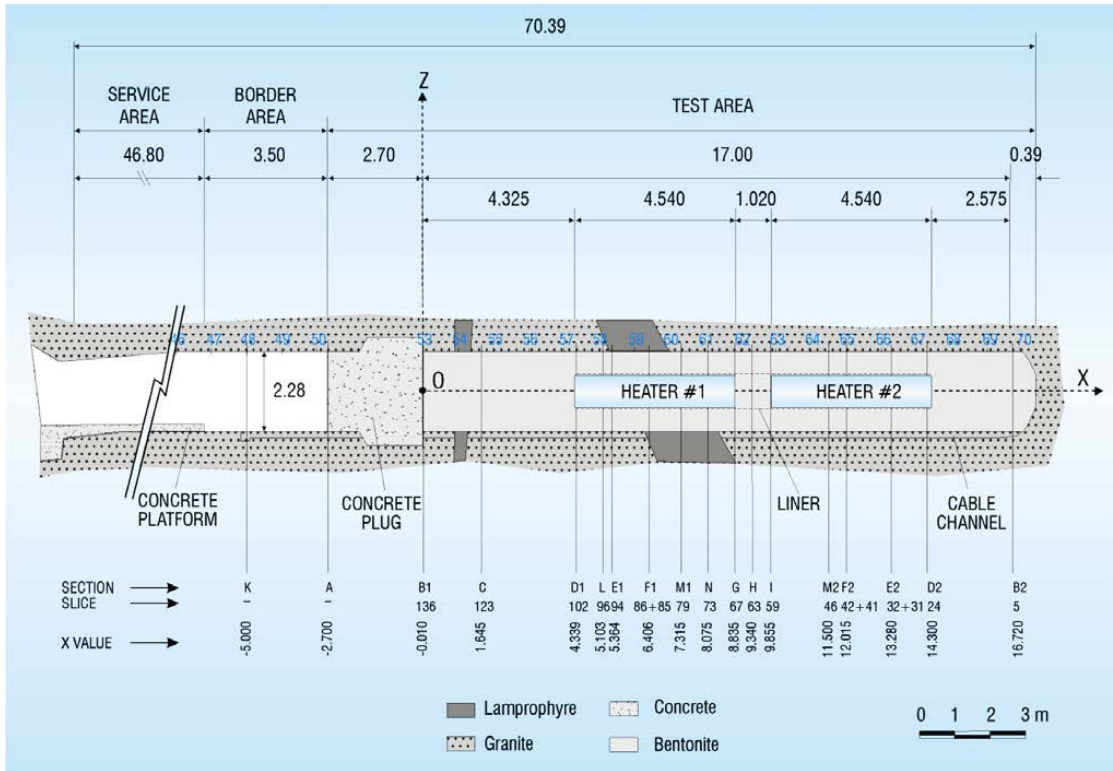 70.39
Z
SERVICE AREA
BORDER AREA
TEST AREA
46.80 3.50 2.70 17.00 0.39
4.325 4.540 1.020 4.540 2.575
46 47 48 49 50 53 54 55 56 57 58 59 60 61 62 63 64 65 66 67 68 69 70
2.28
O
HEATER #1
HEATER #2
X
CONCRETE PLATFORM
CONCRETE PLUG
LINER
CABLE CHANNEL
SECTION K A B1 C D1 L E1 F1 M1 N G H I M2 F2 E2 D2 B2
SLICE – – 136 123 102 96 94 86+85 79 73 67 63 59 46 42+41 32+31 24 5
X VALUE -5.000 -2.700 -0.010 1.645 4.339 5.103 5.364 6.406 7.315 8.075 8.835 9.340 9.855 11.500 12.015 13.280 14.300 16.720
Lamprophyre
Concrete
Granite
Bentonite
0 1 2 3 m